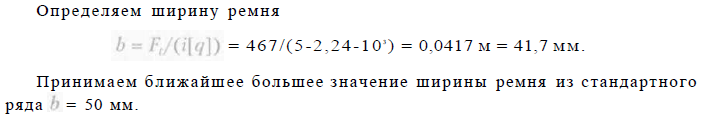 Определяем ширину ремня
b = Fₜ/(i[q]) = 467/(5-2,24-10³) = 0,0417 м = 41,7 мм.
Принимаем ближайшее большее значение ширины ремня из стандартного
ряда b = 50 мм.